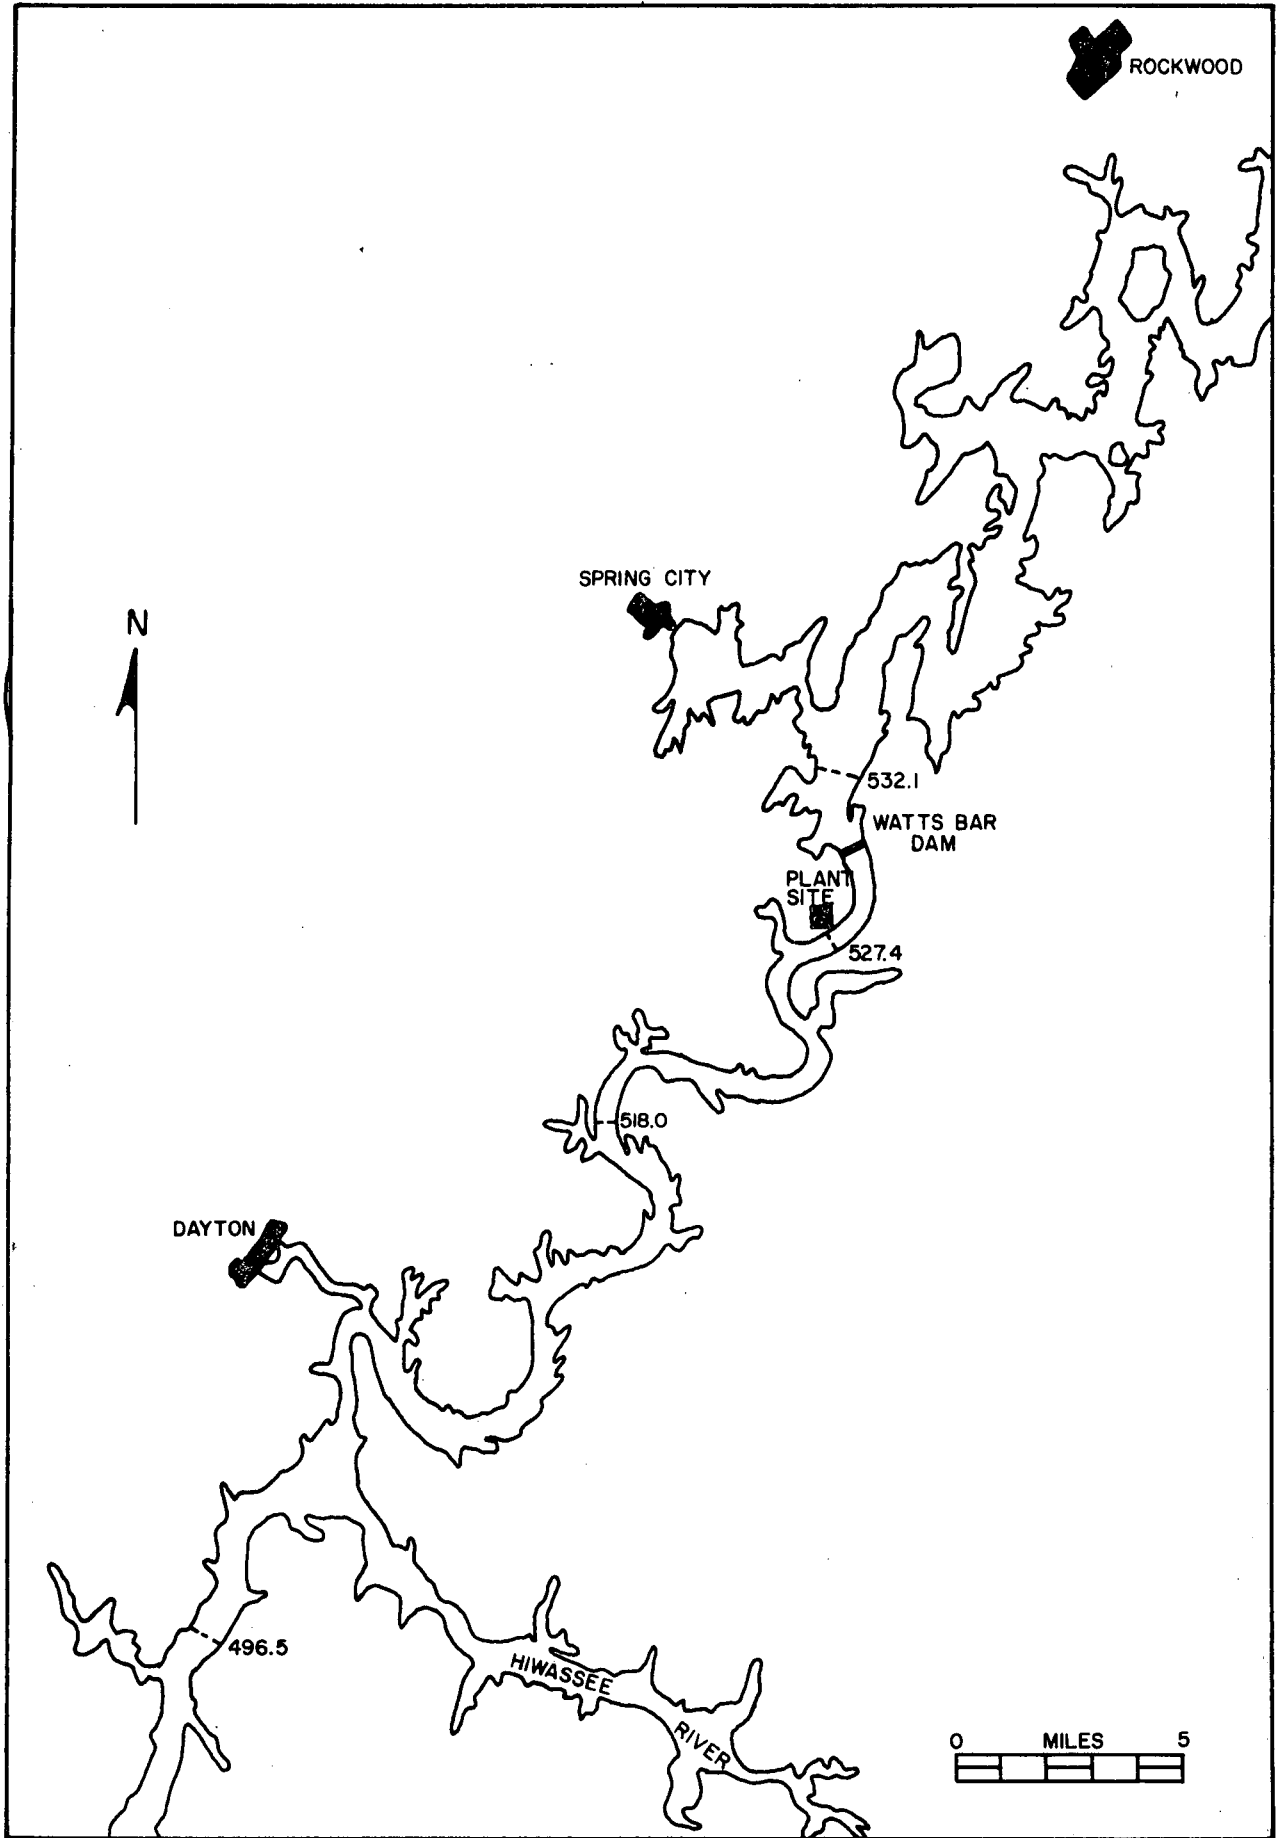 ROCKWOOD
SPRING CITY
N
532.1
WATTS BAR
DAM
PLANT
SITE
527.4
518.0
DAYTON
496.5
HIWASSEE
RIVER
0 MILES 5